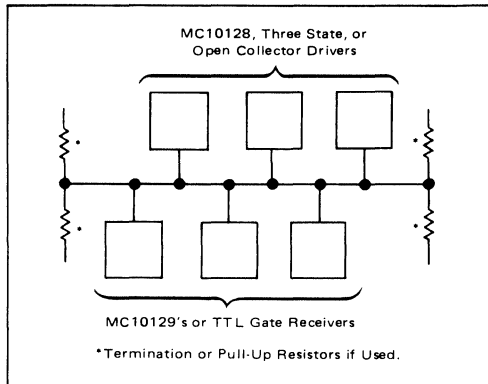 MC10128, Three State, or
Open Collector Drivers
*
*
*
*
MC10129's or TTL Gate Receivers
*Termination or Pull-Up Resistors if Used.